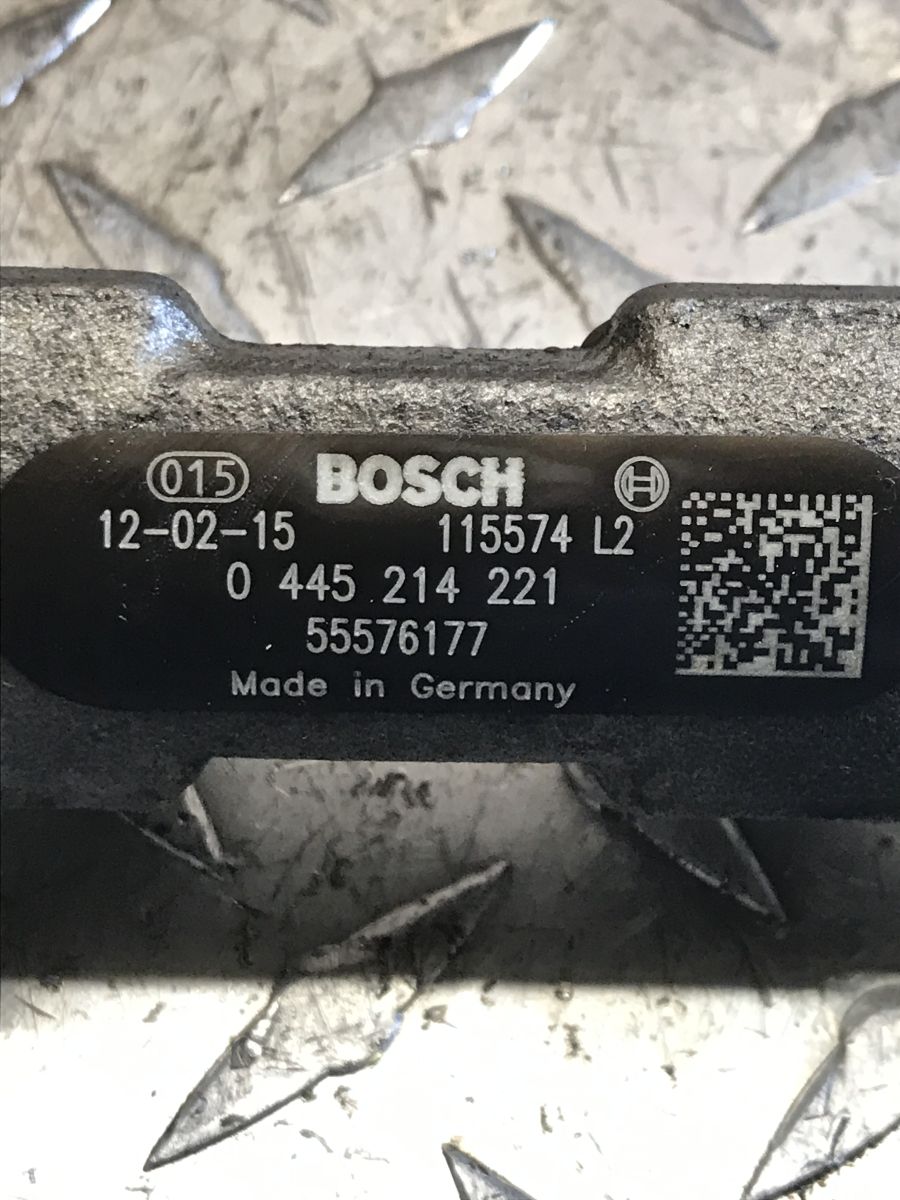 015 BOSCH H
12-02-15 115574 L2
0 445 214 221
55576177
Made in Germany